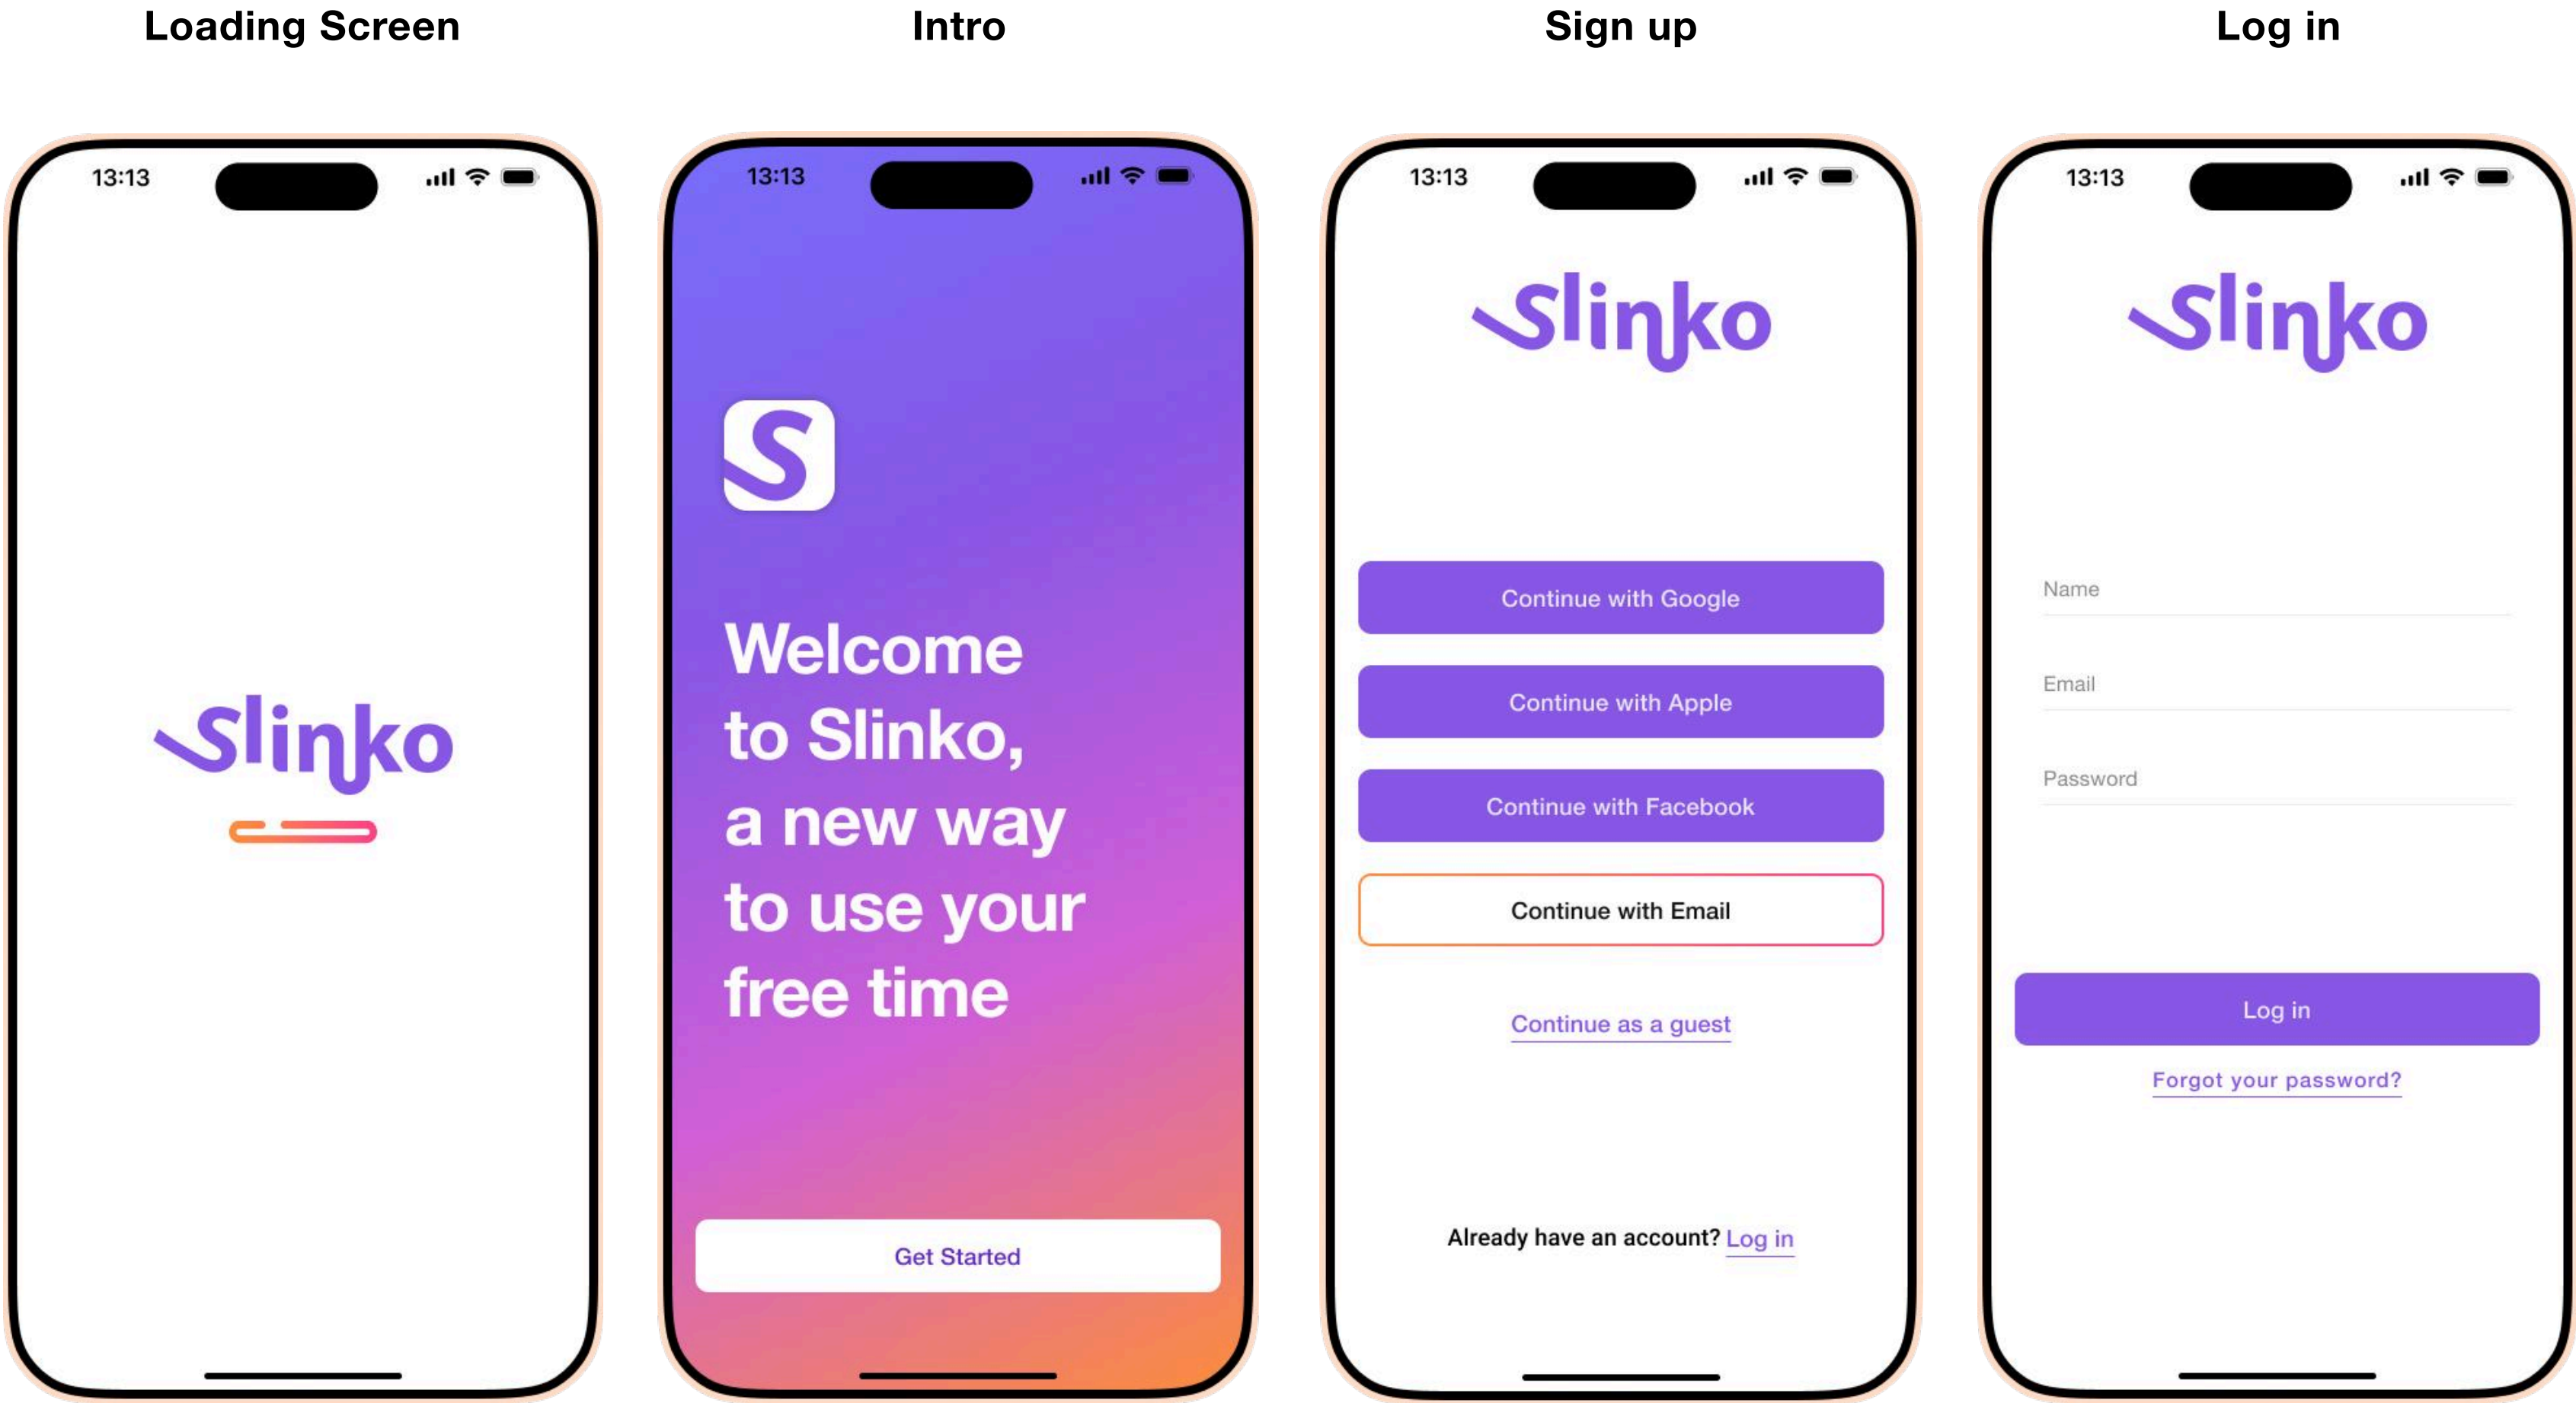 Loading Screen
Intro
Sign up
Log in
13:13
Slinko
13:13
S
Welcome
to Slinko,
a new way
to use your
free time
Get Started
13:13
Slinko
Continue with Google
Continue with Apple
Continue with Facebook
Continue with Email
Continue as a guest
Already have an account? Log in
13:13
Slinko
Name
Email
Password
Log in
Forgot your password?